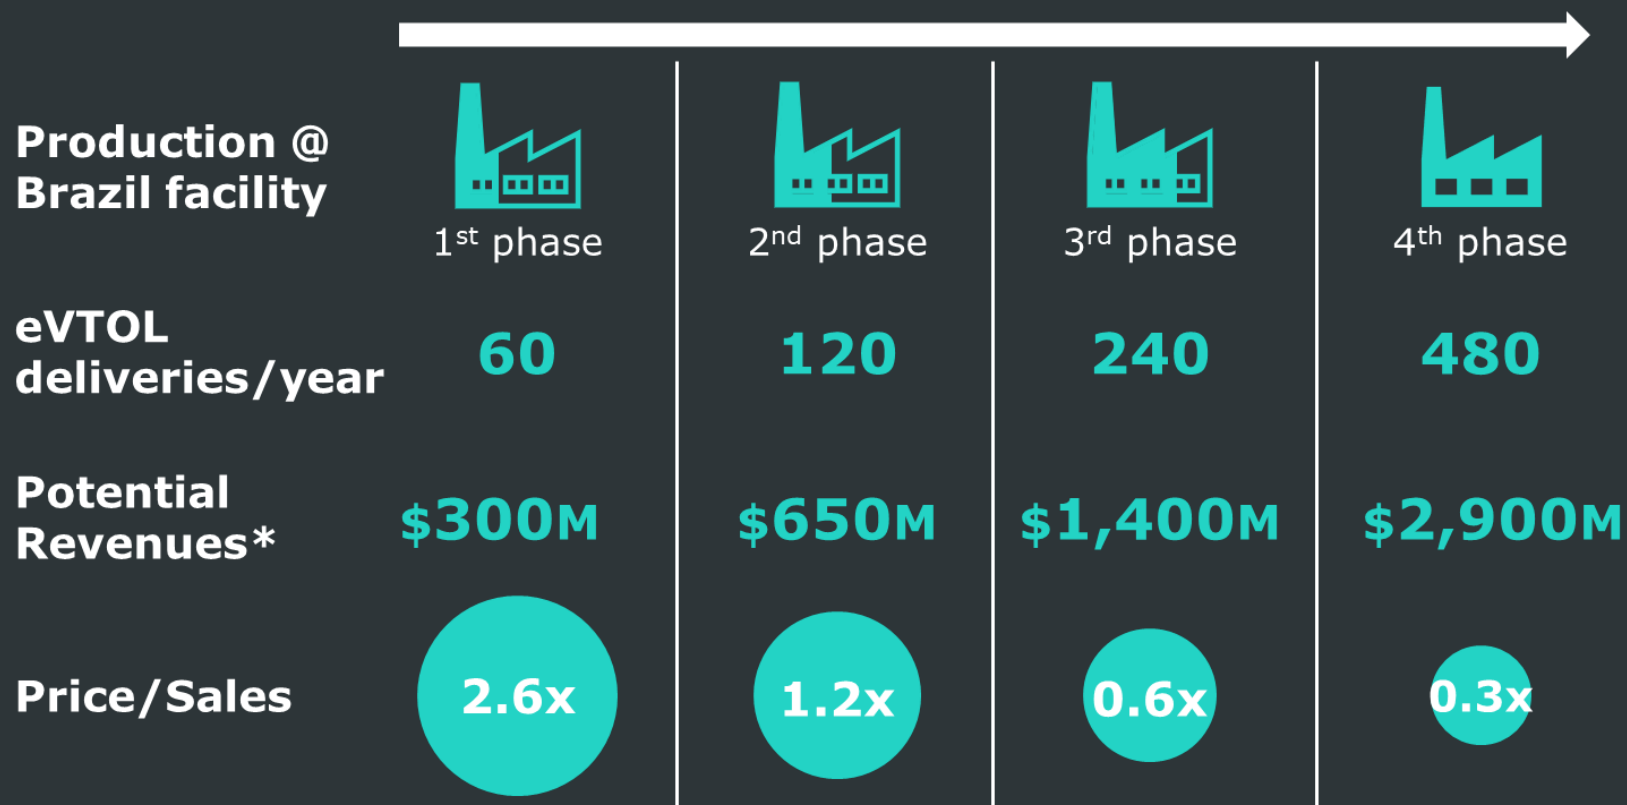 Production @
Brazil facility
1st phase
2nd phase
3rd phase
4th phase
eVTOL
deliveries/year
60
120
240
480
Potential
Revenues*
$300M
$650M
$1,400M
$2,900M
Price/Sales
2.6x
1.2x
0.6x
0.3x